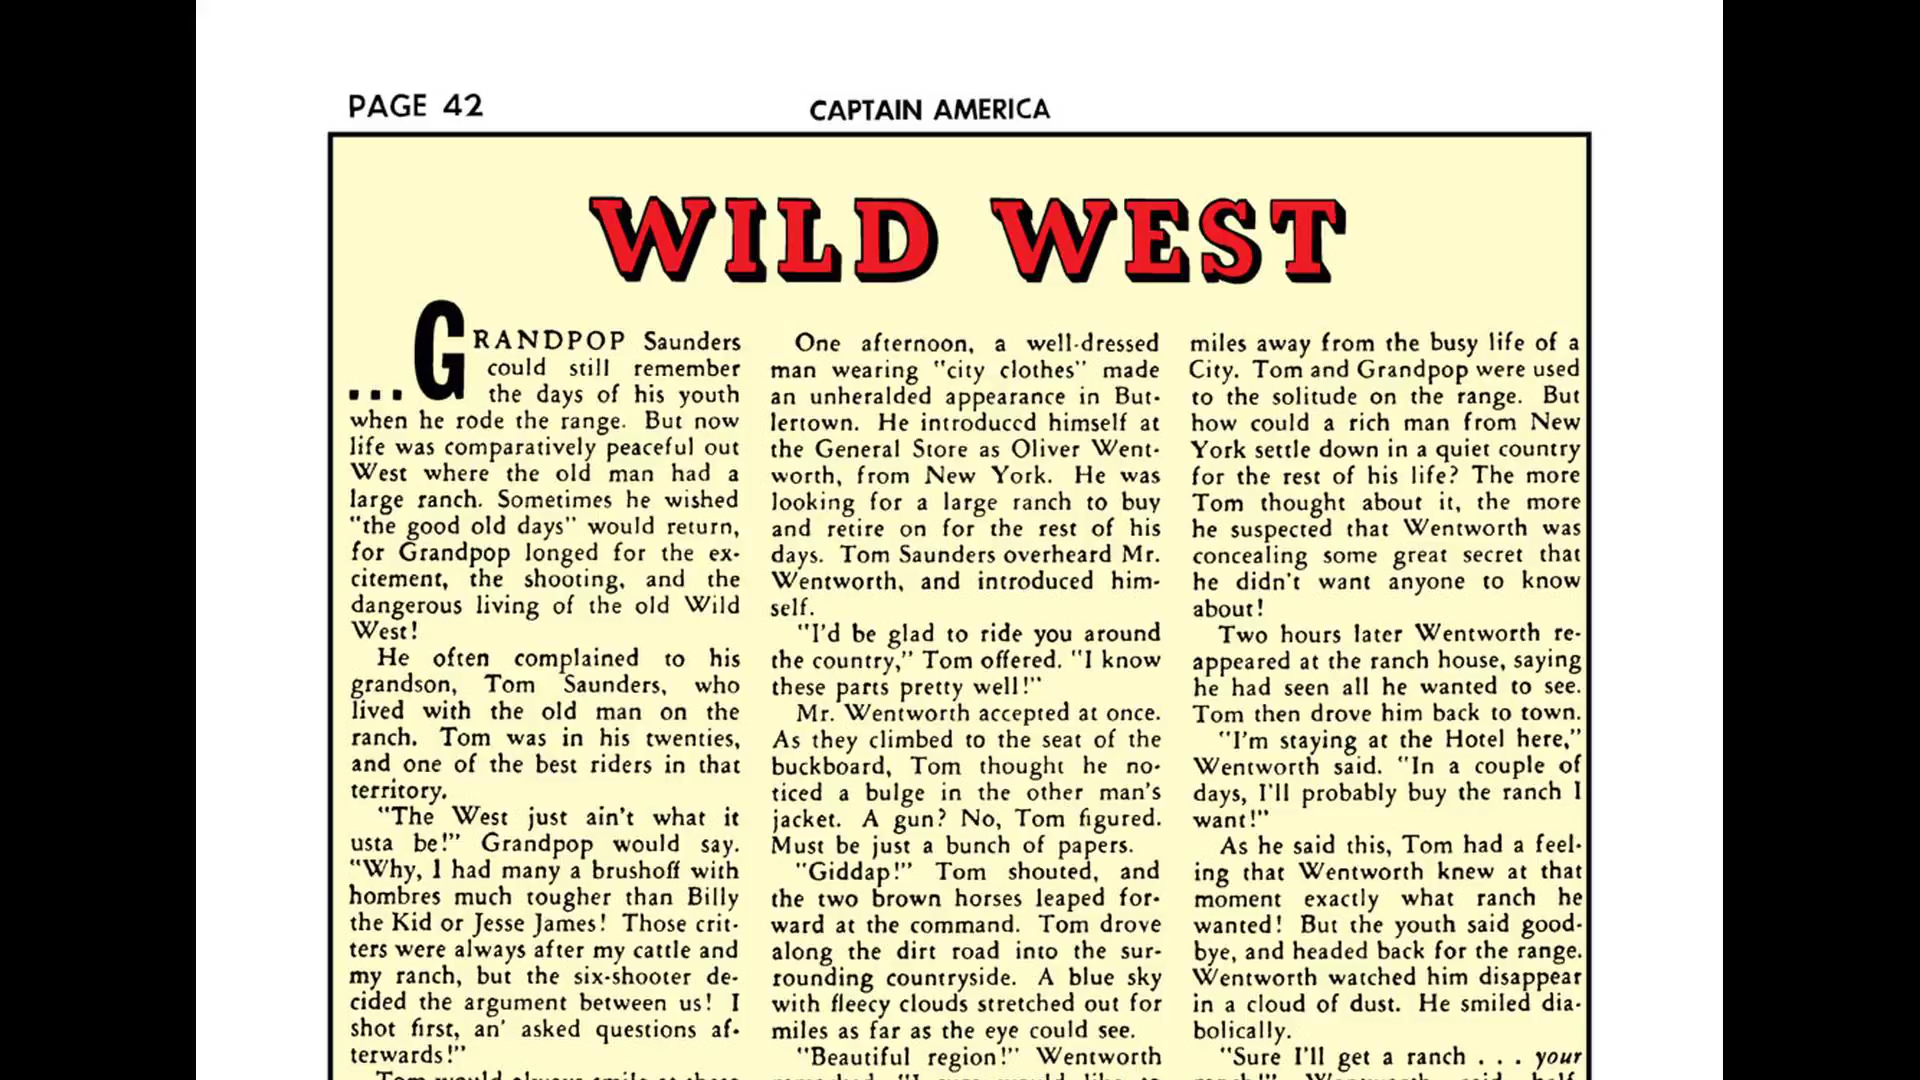 PAGE 42
CAPTAIN AMERICA
WILD WEST
...GRANDPOP Saunders
could still remember
the days of his youth
when he rode the range. But now
life was comparatively peaceful out
West where the old man had a
large ranch. Sometimes he wished
"the good old days" would return,
for Grandpop longed for the ex-
citement, the shooting, and the
dangerous living of the old Wild
West!
He often complained to his
grandson, Tom Saunders, who
lived with the old man on the
ranch. Tom was in his twenties,
and one of the best riders in that
territory.
"The West just ain't what it
usta be!" Grandpop would say.
"Why, I had many a brushoff with
hombres much tougher than Billy
the Kid or Jesse James! Those crit-
ters were always after my cattle and
my ranch, but the six-shooter de-
cided the argument between us! I
shot first, an' asked questions af-
terwards!"
Tom would always smile at these
One afternoon, a well-dressed
man wearing "city clothes" made
an unheralded appearance in But-
lertown. He introduced himself at
the General Store as Oliver Went-
worth, from New York. He was
looking for a large ranch to buy
and retire on for the rest of his
days. Tom Saunders overheard Mr.
Wentworth, and introduced him-
self.
"I'd be glad to ride you around
the country," Tom offered. "I know
these parts pretty well!"
Mr. Wentworth accepted at once.
As they climbed to the seat of the
buckboard, Tom thought he no-
ticed a bulge in the other man's
jacket. A gun? No, Tom figured.
Must be just a bunch of papers.
"Giddap!" Tom shouted, and
the two brown horses leaped for-
ward at the command. Tom drove
along the dirt road into the sur-
rounding countryside. A blue sky
with fleecy clouds stretched out for
miles as far as the eye could see.
"Beautiful region!" Wentworth
miles away from the busy life of a
City. Tom and Grandpop were used
to the solitude on the range. But
how could a rich man from New
York settle down in a quiet country
for the rest of his life? The more
Tom thought about it, the more
he suspected that Wentworth was
concealing some great secret that
he didn't want anyone to know
about!
Two hours later Wentworth re-
appeared at the ranch house, saying
he had seen all he wanted to see.
Tom then drove him back to town.
"I'm staying at the Hotel here,"
Wentworth said. "In a couple of
days, I'll probably buy the ranch I
want!"
As he said this, Tom had a feel-
ing that Wentworth knew at that
moment exactly what ranch he
wanted! But the youth said good-
bye, and headed back for the range.
Wentworth watched him disappear
in a cloud of dust. He smiled dia-
bolically.
"Sure I'll get a ranch . . . your